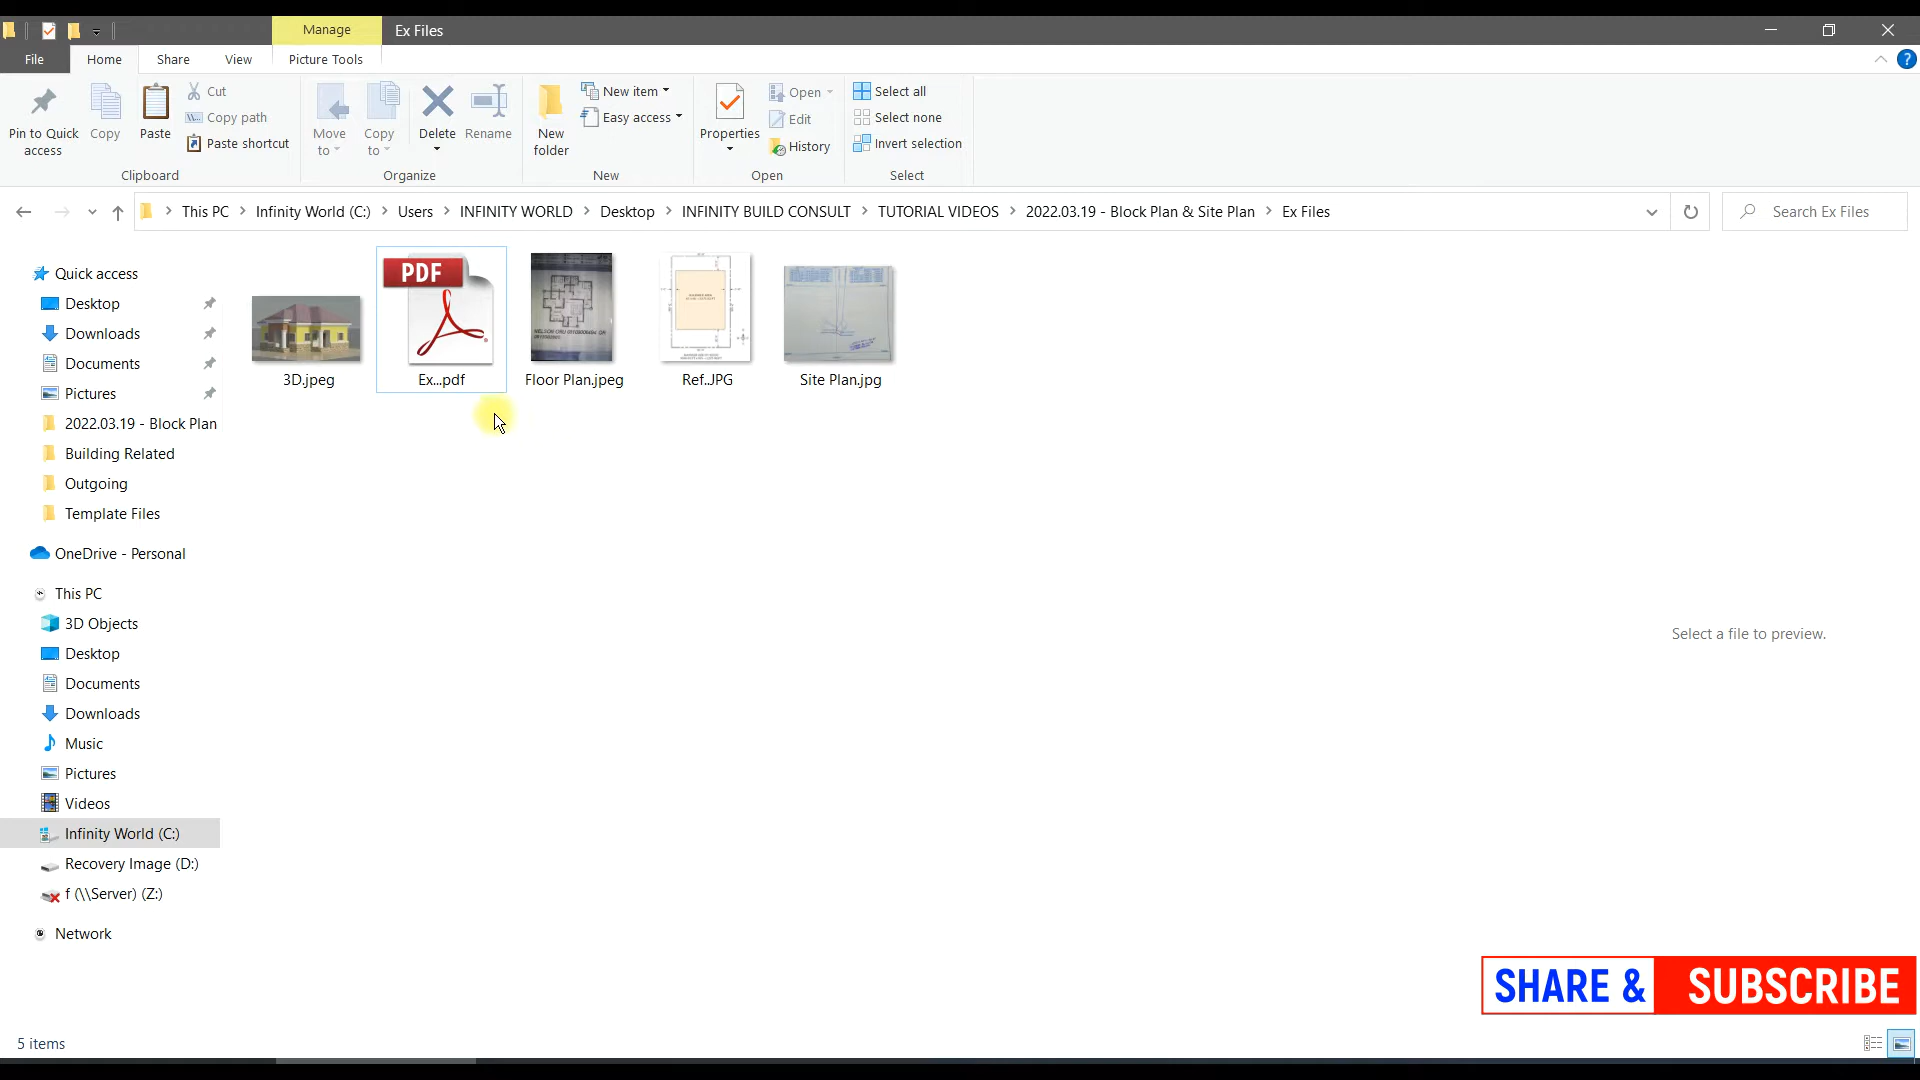 Manage
Ex Files
File
Home
Share
View
Picture Tools
Pin to Quick access
Copy
Paste
Cut
Copy path
Paste shortcut
Clipboard
Move to
Copy to
Delete
Rename
Organize
New folder
New item
Easy access
New
Properties
Open
Edit
History
Open
Select all
Select none
Invert selection
Select
This PC
Infinity World (C:)
Users
INFINITY WORLD
Desktop
INFINITY BUILD CONSULT
TUTORIAL VIDEOS
2022.03.19 - Block Plan & Site Plan
Ex Files
Search Ex Files
Quick access
Desktop
Downloads
Documents
Pictures
2022.03.19 - Block Plan
Building Related
Outgoing
Template Files
OneDrive - Personal
This PC
3D Objects
Desktop
Documents
Downloads
Music
Pictures
Videos
Infinity World (C:)
Recovery Image (D:)
f (\\Server) (Z:)
Network
PDF
3D.jpeg
Ex...pdf
Floor Plan.jpeg
Ref..JPG
Site Plan.jpg
Select a file to preview.
SHARE & SUBSCRIBE
5 items